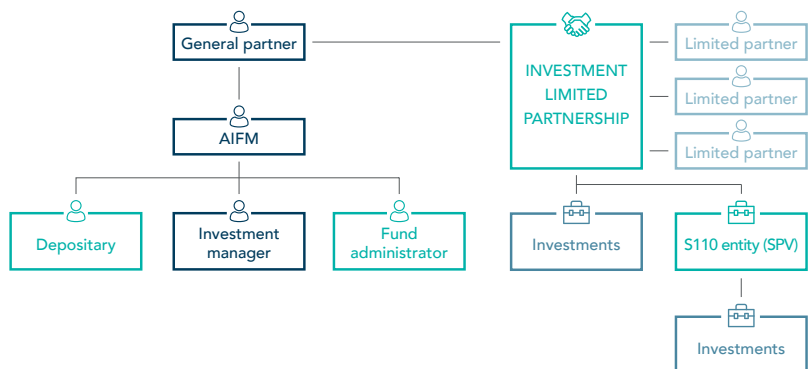 General partner
INVESTMENT
LIMITED
PARTNERSHIP
Limited partner
Limited partner
Limited partner
AIFM
Depositary
Investment
manager
Fund
administrator
Investments
S110 entity (SPV)
Investments